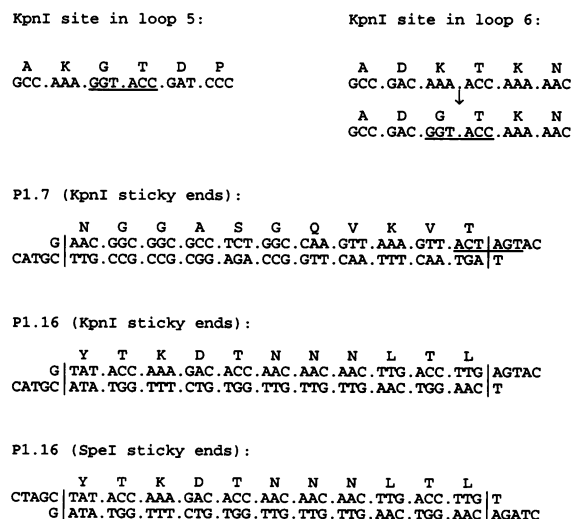 KpnI site in loop 5:
A K G T D P
GCC.AAA.GGT.ACC.GAT.CCC
KpnI site in loop 6:
A D K T K N
GCC.GAC.AAA.ACC.AAA.AAC
↓
A D G T K N
GCC.GAC.GGT.ACC.AAA.AAC
P1.7 (KpnI sticky ends):
N G G A S G Q V K V T
G|AAC.GGC.GGC.GCC.TCT.GGC.CAA.GTT.AAA.GTT.ACT|AGTAC
CATGC|TTG.CCG.CCG.CGG.AGA.CCG.GTT.CAA.TTT.CAA.TGA|T
P1.16 (KpnI sticky ends):
Y T K D T N N N L T L
G|TAT.ACC.AAA.GAC.ACC.AAC.AAC.AAC.TTG.ACC.TTG|AGTAC
CATGC|ATA.TGG.TTT.CTG.TGG.TTG.TTG.TTG.AAC.TGG.AAC|T
P1.16 (SpeI sticky ends):
Y T K D T N N N L T L
CTAGC|TAT.ACC.AAA.GAC.ACC.AAC.AAC.AAC.TTG.ACC.TTG|T
G|ATA.TGG.TTT.CTG.TGG.TTG.TTG.TTG.AAC.TGG.AAC|AGATC